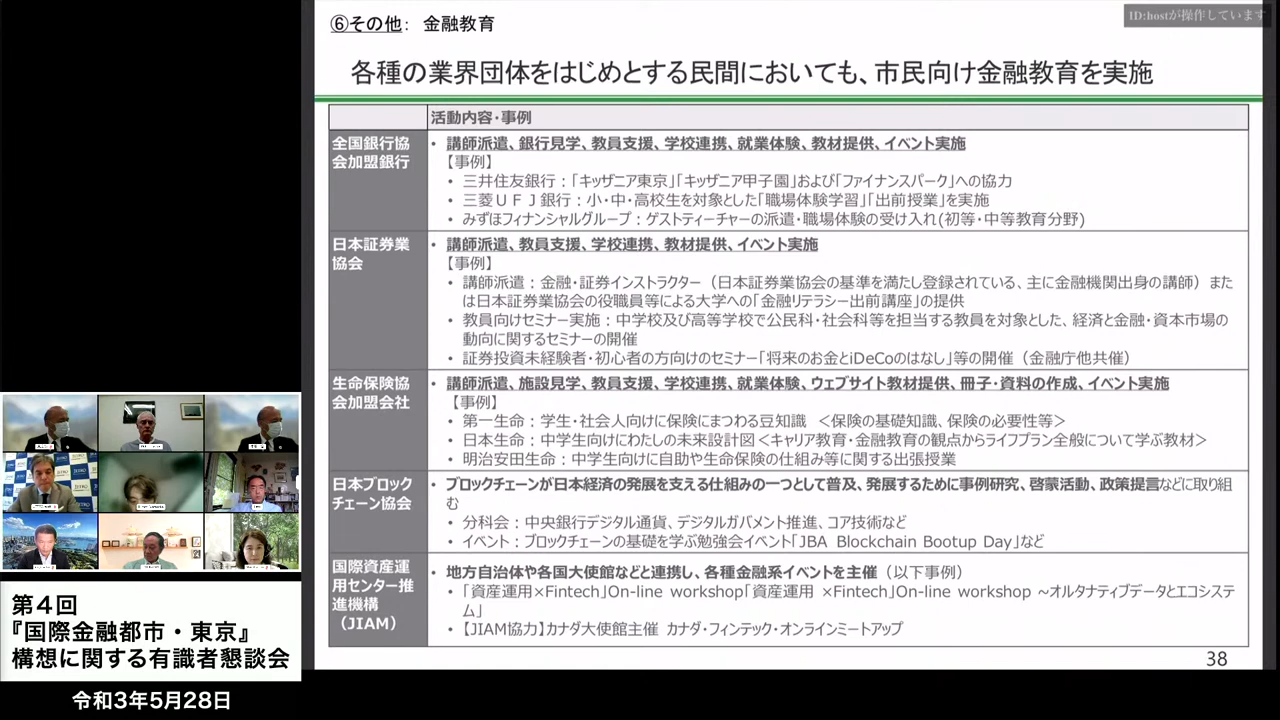 ⑥その他： 金融教育
ID:hostが操作しています
各種の業界団体をはじめとする民間においても、市民向け金融教育を実施
活動内容・事例
全国銀行協
会加盟銀行
• 講師派遣、銀行見学、教員支援、学校連携、就業体験、教材提供、イベント実施
【事例】
• 三井住友銀行：「キッザニア東京」「キッザニア甲子園」および「ファイナンスパーク」への協力
• 三菱ＵＦＪ銀行：小・中・高校生を対象とした「職場体験学習」「出前授業」を実施
• みずほフィナンシャルグループ：ゲストティーチャーの派遣・職場体験の受け入れ(初等・中等教育分野)
日本証券業
協会
• 講師派遣、教員支援、学校連携、教材提供、イベント実施
【事例】
• 講師派遣：金融・証券インストラクター（日本証券業協会の基準を満たし登録されている、主に金融機関出身の講師）また
は日本証券業協会の役職員等による大学への「金融リテラシー出前講座」の提供
• 教員向けセミナー実施：中学校及び高等学校で公民科・社会科等を担当する教員を対象とした、経済と金融・資本市場の
動向に関するセミナーの開催
• 証券投資未経験者・初心者の方向けのセミナー「将来のお金とiDeCoのはなし」等の開催（金融庁他共催）
生命保険協
会加盟会社
• 講師派遣、施設見学、教員支援、学校連携、就業体験、ウェブサイト教材提供、冊子・資料の作成、イベント実施
【事例】
• 第一生命：学生・社会人向けに保険にまつわる豆知識 ＜保険の基礎知識、保険の必要性等＞
• 日本生命：中学生向けにわたしの未来設計図＜キャリア教育・金融教育の観点からライフプラン全般について学ぶ教材＞
• 明治安田生命：中学生向けに自助や生命保険の仕組み等に関する出張授業
日本ブロック
チェーン協会
• ブロックチェーンが日本経済の発展を支える仕組みの一つとして普及、発展するために事例研究、啓蒙活動、政策提言などに取り組
む
• 分科会：中央銀行デジタル通貨、デジタルガバメント推進、コア技術など
• イベント：ブロックチェーンの基礎を学ぶ勉強会イベント「JBA Blockchain Bootup Day」など
国際資産運
用センター推
進機構
（JIAM）
• 地方自治体や各国大使館などと連携し、各種金融系イベントを主催（以下事例）
• 「資産運用×Fintech」On-line workshop「資産運用 ×Fintech」On-line workshop ~オルタナティブデータとエコシステ
ム」
• 【JIAM協力】カナダ大使館主催 カナダ・フィンテック・オンラインミートアップ
38
第４回
『国際金融都市・東京』
構想に関する有識者懇談会
令和3年5月28日